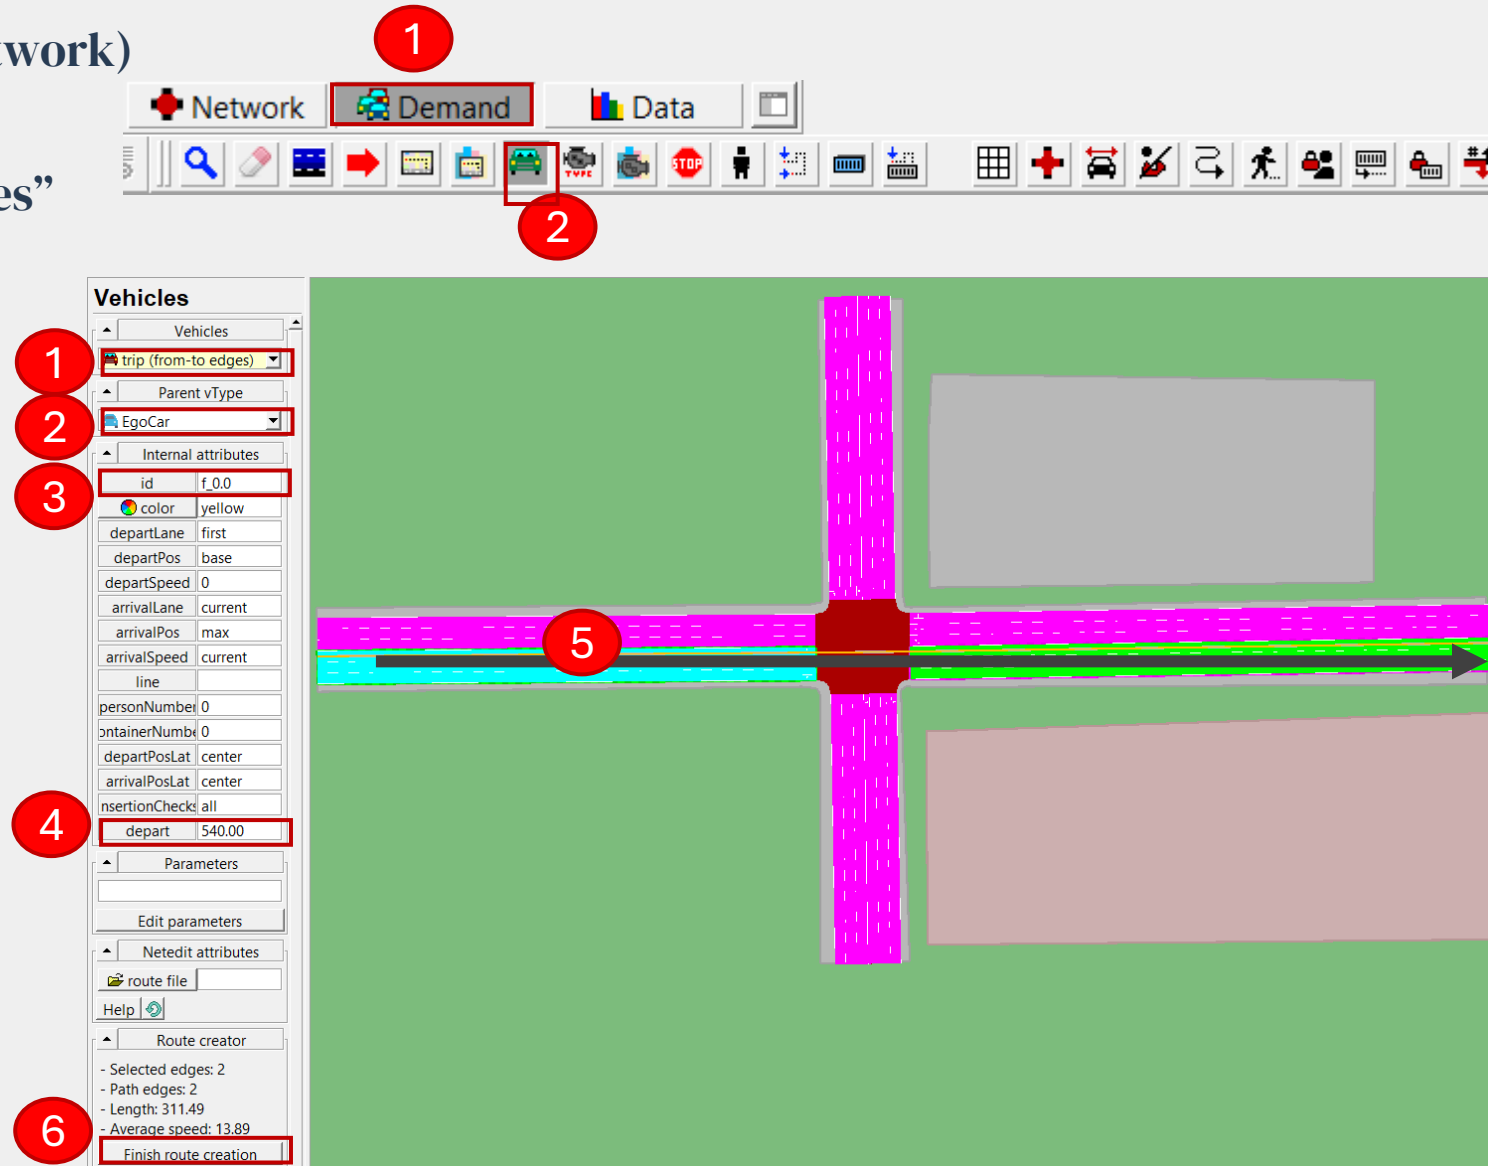 twork)
1
Network
Demand
Data
es”
TYPE
STOP
2
Vehicles
Vehicles
1
trip (from-to edges)
Parent vType
2
EgoCar
Internal attributes
3
id f_0.0
color yellow
departLane first
departPos base
departSpeed 0
arrivalLane current
arrivalPos max
arrivalSpeed current
line
personNumber 0
ontainerNumbe 0
departPosLat center
arrivalPosLat center
nsertionChecks all
4
depart 540.00
Parameters
Edit parameters
Netedit attributes
route file
Help
Route creator
- Selected edges: 2
- Path edges: 2
- Length: 311.49
- Average speed: 13.89
6
Finish route creation
5